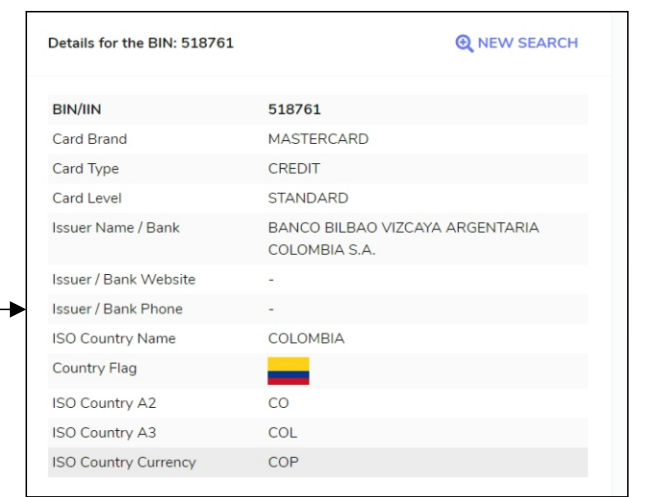 Details for the BIN: 518761 NEW SEARCH
BIN/IIN 518761
Card Brand MASTERCARD
Card Type CREDIT
Card Level STANDARD
Issuer Name / Bank BANCO BILBAO VIZCAYA ARGENTARIA
COLOMBIA S.A.
Issuer / Bank Website -
Issuer / Bank Phone -
ISO Country Name COLOMBIA
Country Flag
ISO Country A2 CO
ISO Country A3 COL
ISO Country Currency COP